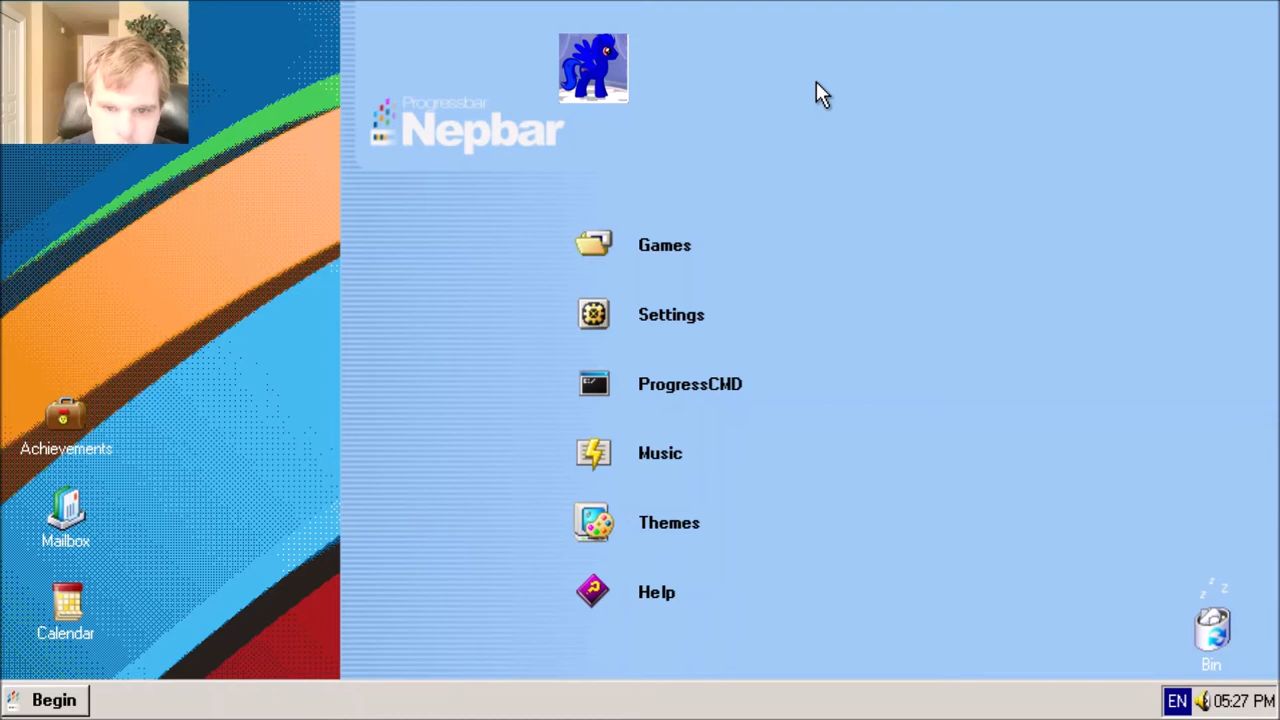 Progressbar
Nepbar
Games
Settings
ProgressCMD
Music
Themes
Help
Achievements
Mailbox
Calendar
z z z
Bin
Begin
EN
05:27 PM